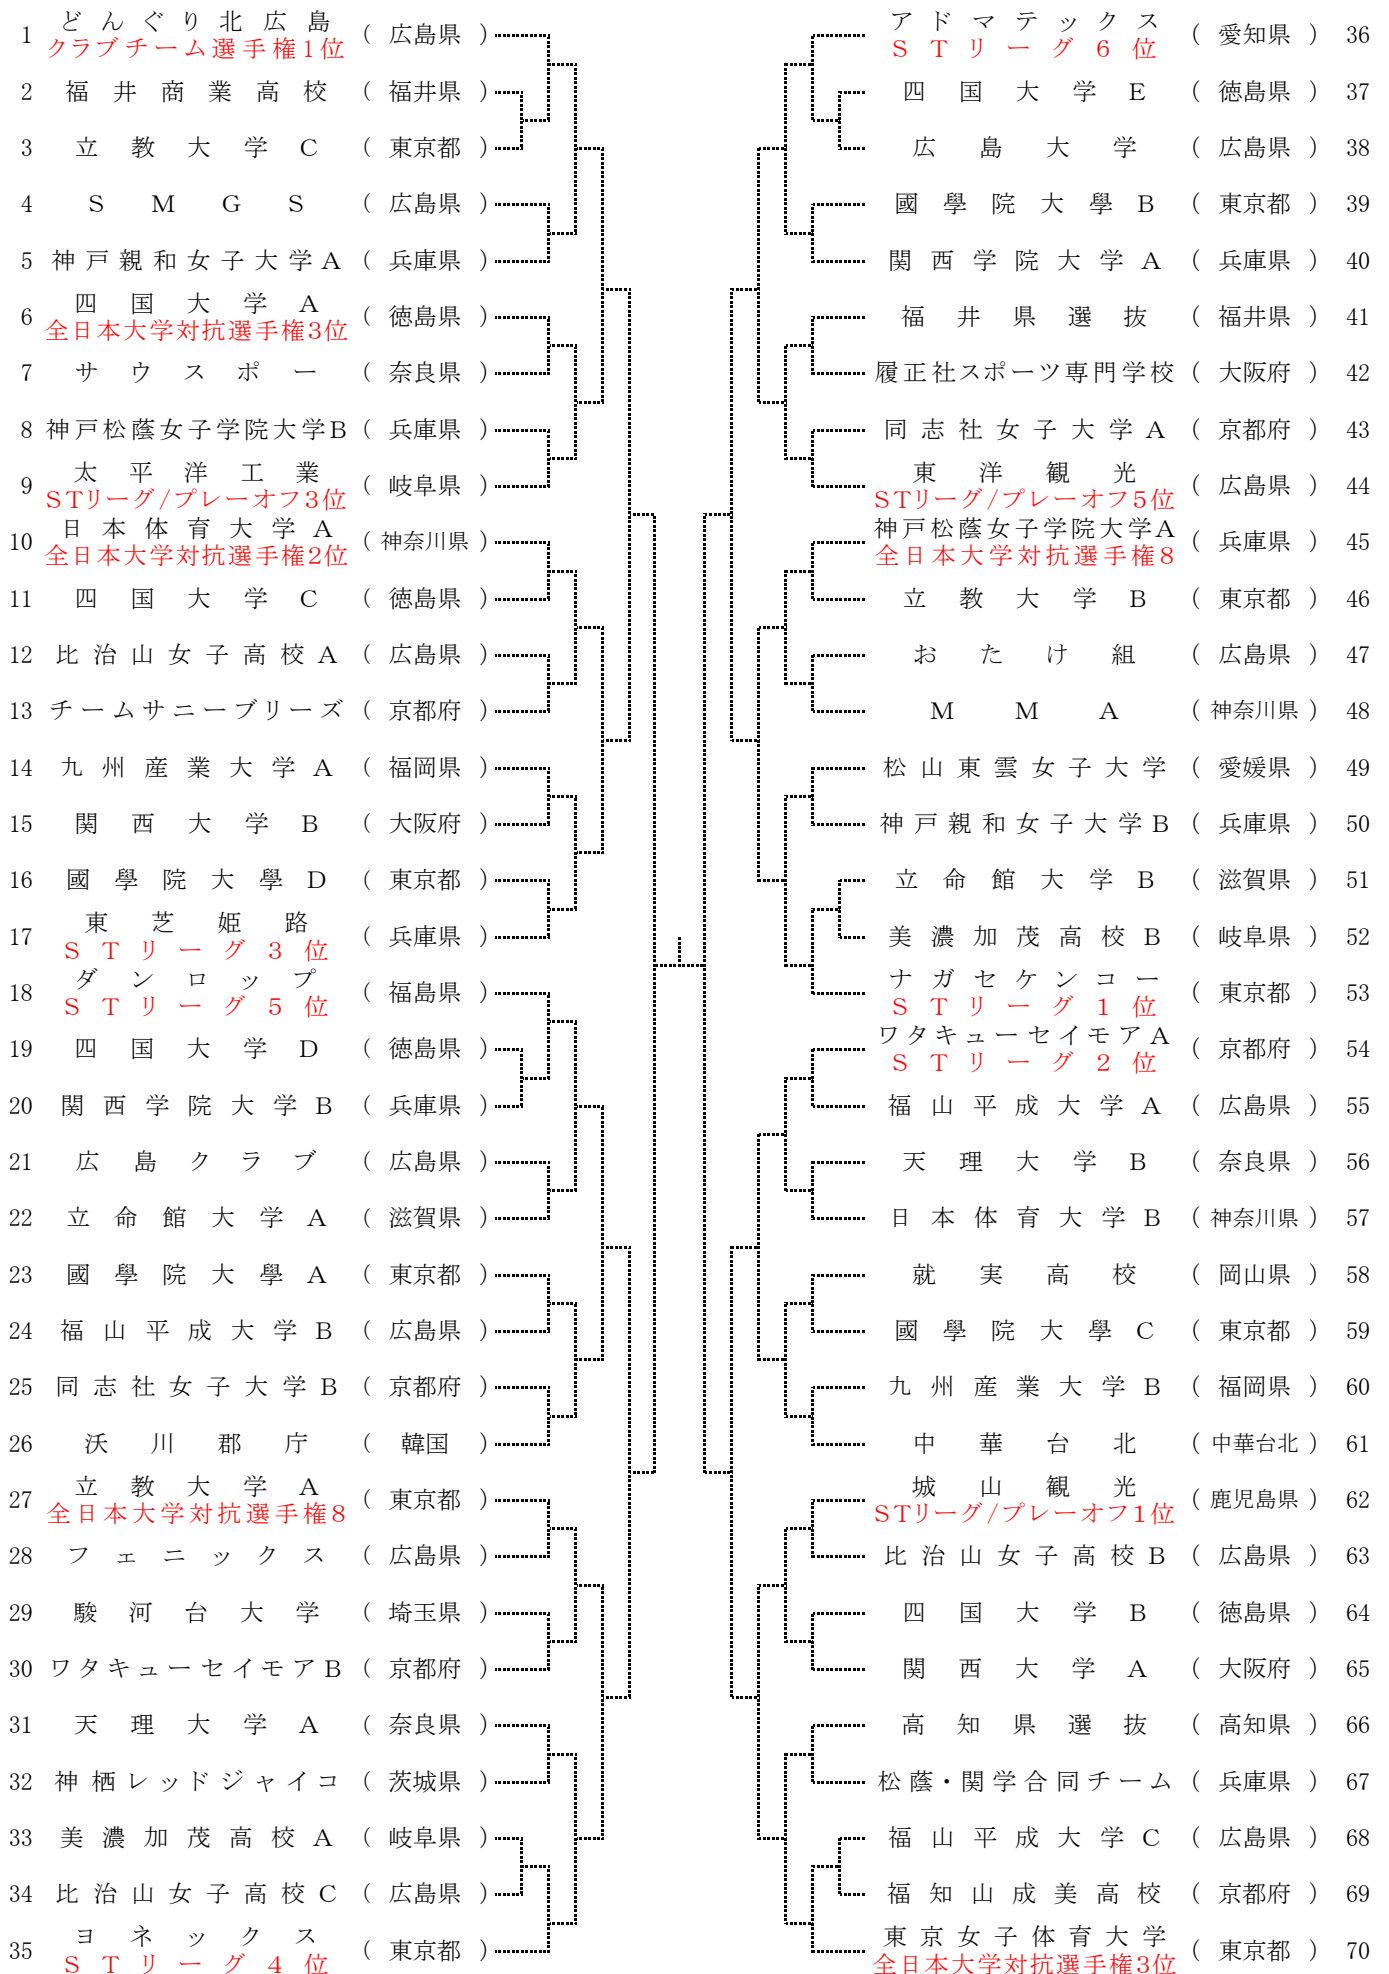 1 どんぐり北広島 ( 広島県 )
クラブチーム選手権1位
2 福井商業高校 ( 福井県 )
3 立教大学C ( 東京都 )
4 SMGS ( 広島県 )
5 神戸親和女子大学A ( 兵庫県 )
6 四国大学A ( 徳島県 )
全日本大学対抗選手権3位
7 サウスポー ( 奈良県 )
8 神戸松蔭女子学院大学B ( 兵庫県 )
9 太平洋工業 ( 岐阜県 )
STリーグ/プレーオフ3位
10 日本体育大学A ( 神奈川県 )
全日本大学対抗選手権2位
11 四国大学C ( 徳島県 )
12 比治山女子高校A ( 広島県 )
13 チームサニーブリーズ ( 京都府 )
14 九州産業大学A ( 福岡県 )
15 関西大学B ( 大阪府 )
16 國學院大學D ( 東京都 )
17 東芝姫路 ( 兵庫県 )
STリーグ3位
18 ダンロップ ( 福島県 )
STリーグ5位
19 四国大学D ( 徳島県 )
20 関西学院大学B ( 兵庫県 )
21 広島クラブ ( 広島県 )
22 立命館大学A ( 滋賀県 )
23 國學院大學A ( 東京都 )
24 福山平成大学B ( 広島県 )
25 同志社女子大学B ( 京都府 )
26 沃川郡庁 ( 韓国 )
27 立教大学A ( 東京都 )
全日本大学対抗選手権8
28 フェニックス ( 広島県 )
29 駿河台大学 ( 埼玉県 )
30 ワタキューセイモアB ( 京都府 )
31 天理大学A ( 奈良県 )
32 神栖レッドジャイコ ( 茨城県 )
33 美濃加茂高校A ( 岐阜県 )
34 比治山女子高校C ( 広島県 )
35 ヨネックス ( 東京都 )
STリーグ4位
アドマテックス ( 愛知県 ) 36
STリーグ6位
四国大学E ( 徳島県 ) 37
広島大学 ( 広島県 ) 38
國學院大學B ( 東京都 ) 39
関西学院大学A ( 兵庫県 ) 40
福井県選抜 ( 福井県 ) 41
履正社スポーツ専門学校 ( 大阪府 ) 42
同志社女子大学A ( 京都府 ) 43
東洋観光 ( 広島県 ) 44
STリーグ/プレーオフ5位
神戸松蔭女子学院大学A ( 兵庫県 ) 45
全日本大学対抗選手権8
立教大学B ( 東京都 ) 46
おたけ組 ( 広島県 ) 47
MMA ( 神奈川県 ) 48
松山東雲女子大学 ( 愛媛県 ) 49
神戸親和女子大学B ( 兵庫県 ) 50
立命館大学B ( 滋賀県 ) 51
美濃加茂高校B ( 岐阜県 ) 52
ナガセケンコー ( 東京都 ) 53
STリーグ1位
ワタキューセイモアA ( 京都府 ) 54
STリーグ2位
福山平成大学A ( 広島県 ) 55
天理大学B ( 奈良県 ) 56
日本体育大学B ( 神奈川県 ) 57
就実高校 ( 岡山県 ) 58
國學院大學C ( 東京都 ) 59
九州産業大学B ( 福岡県 ) 60
中華台北 ( 中華台北 ) 61
城山観光 ( 鹿児島県 ) 62
STリーグ/プレーオフ1位
比治山女子高校B ( 広島県 ) 63
四国大学B ( 徳島県 ) 64
関西大学A ( 大阪府 ) 65
高知県選抜 ( 高知県 ) 66
松蔭・関学合同チーム ( 兵庫県 ) 67
福山平成大学C ( 広島県 ) 68
福知山成美高校 ( 京都府 ) 69
東京女子体育大学 ( 東京都 ) 70
全日本大学対抗選手権3位